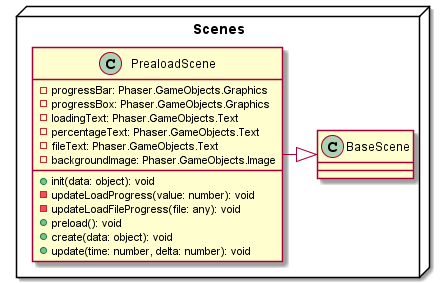 Scenes
C PrealoadScene
progressBar: Phaser.GameObjects.Graphics
progressBox: Phaser.GameObjects.Graphics
loadingText: Phaser.GameObjects.Text
percentageText: Phaser.GameObjects.Text
fileText: Phaser.GameObjects.Text
backgroundImage: Phaser.GameObjects.Image
init(data: object): void
updateLoadProgress(value: number): void
updateLoadFileProgress(file: any): void
preload(): void
create(data: object): void
update(time: number, delta: number): void
C BaseScene